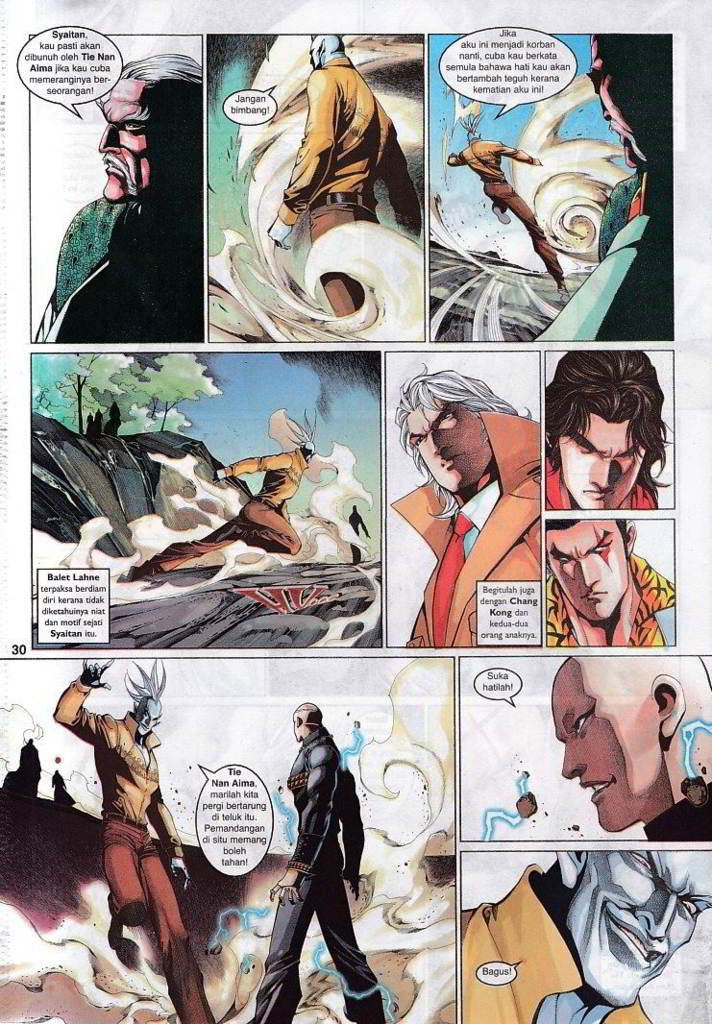 Syaitan,
kau pasti akan
dibunuh oleh Tie Nan
Aima jika kau cuba
memeranginya ber-
seorangan!
Jangan
bimbang!
Jika
aku ini menjadi korban
nanti, cuba kau berkata
semula bahawa hati kau akan
bertambah teguh kerana
kematian aku ini!
Balet Lahne
terpaksa berdiam
diri kerana tidak
diketahuinya niat
dan motif sejati
Syaitan itu.
Begitulah juga
dengan Chang
Kong dan
kedua-dua
orang anaknya.
30
Tie
Nan Aima,
marilah kita
pergi bertarung
di teluk itu.
Pemandangan
di situ memang
boleh
tahan!
Suka
hatilah!
Bagus!